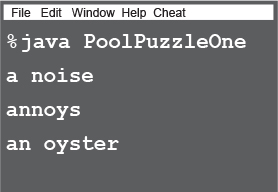 File Edit Window Help Cheat
%java PoolPuzzleOne
a noise
annoys
an oyster